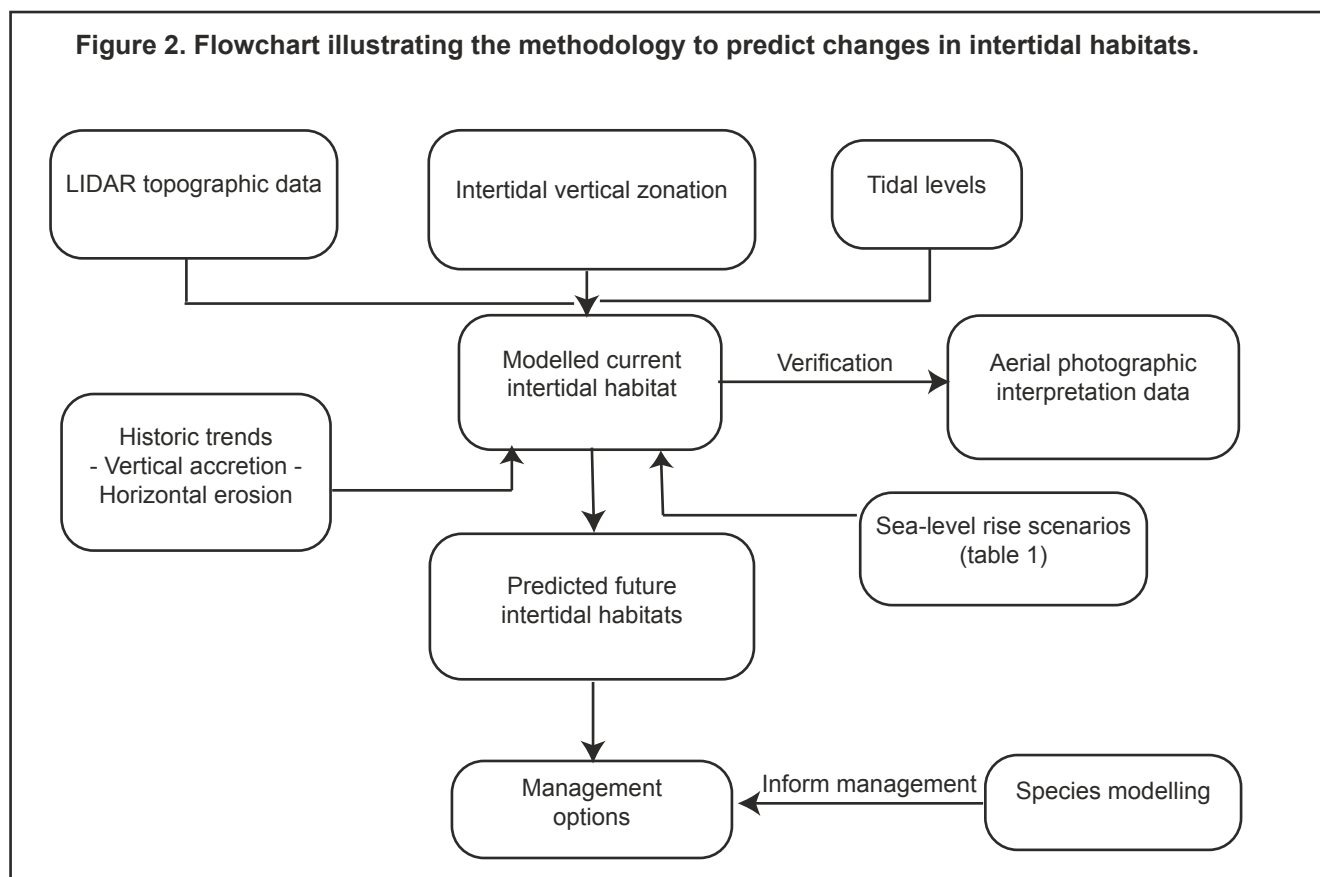 Figure 2. Flowchart illustrating the methodology to predict changes in intertidal habitats.
LIDAR topographic data
Intertidal vertical zonation
Tidal levels
Modelled current
intertidal habitat
Verification
Aerial photographic
interpretation data
Historic trends
- Vertical accretion -
Horizontal erosion
Sea-level rise scenarios
(table 1)
Predicted future
intertidal habitats
Management
options
Inform management
Species modelling